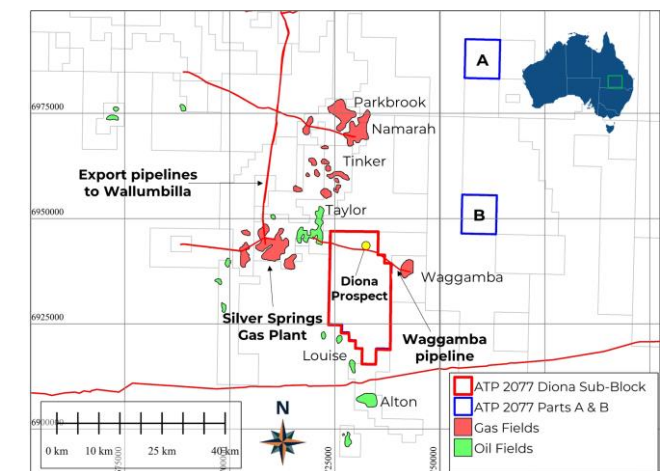 A
6975000
Parkbrook
Namarah
Tinker
Export pipelines
to Wallumbilla
6950000
Taylor
B
Diona
Prospect
Waggamba
Silver Springs
Gas Plant
6925000
Waggamba
pipeline
Louise
Alton
6900000
N
0 km
10 km
25 km
40 km
ATP 2077 Diona Sub-Block
ATP 2077 Parts A & B
Gas Fields
Oil Fields